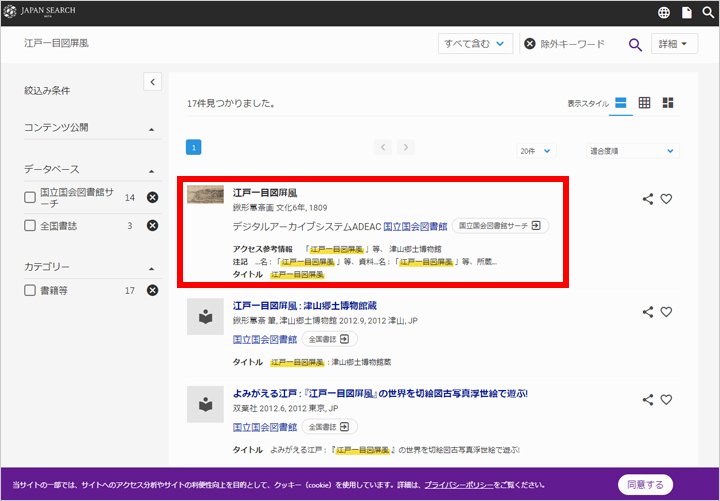 JAPAN SEARCH
BETA
江戸一目図屏風
すべて含む
除外キーワード
詳細
絞込み条件
コンテンツ公開
データベース
国立国会図書館サーチ 14
全国書誌 3
カテゴリー
書籍等 17
17件見つかりました。
表示スタイル
1
20件
適合度順
江戸一目図屏風
鍬形蕙斎画 文化6年, 1809
デジタルアーカイブシステムADEAC 国立国会図書館 国立国会図書館サーチ
アクセス参考情報 「江戸一目図屏風」等、津山郷土博物館
注記 ...名：「江戸一目図屏風」等、資料...名：「江戸一目図屏風」等、所蔵...
タイトル 江戸一目図屏風
江戸一目図屏風 : 津山郷土博物館蔵
鍬形蕙斎 筆, 津山郷土博物館 2012.9, 2012 津山, JP
国立国会図書館 全国書誌
タイトル 江戸一目図屏風 : 津山郷土博物館蔵
よみがえる江戸 : 『江戸一目図屏風』の世界を切絵図古写真浮世絵で遊ぶ!
双葉社 2012.6, 2012 東京, JP
国立国会図書館 全国書誌
タイトル よみがえる江戸 : 『江戸一目図屏風』の世界を切絵図古写真浮世絵で遊ぶ!
当サイトの一部では、サイトへのアクセス分析やサイトの利便性向上を目的として、クッキー（cookie）を使用しています。詳細は、プライバシーポリシーをご覧ください。
同意する